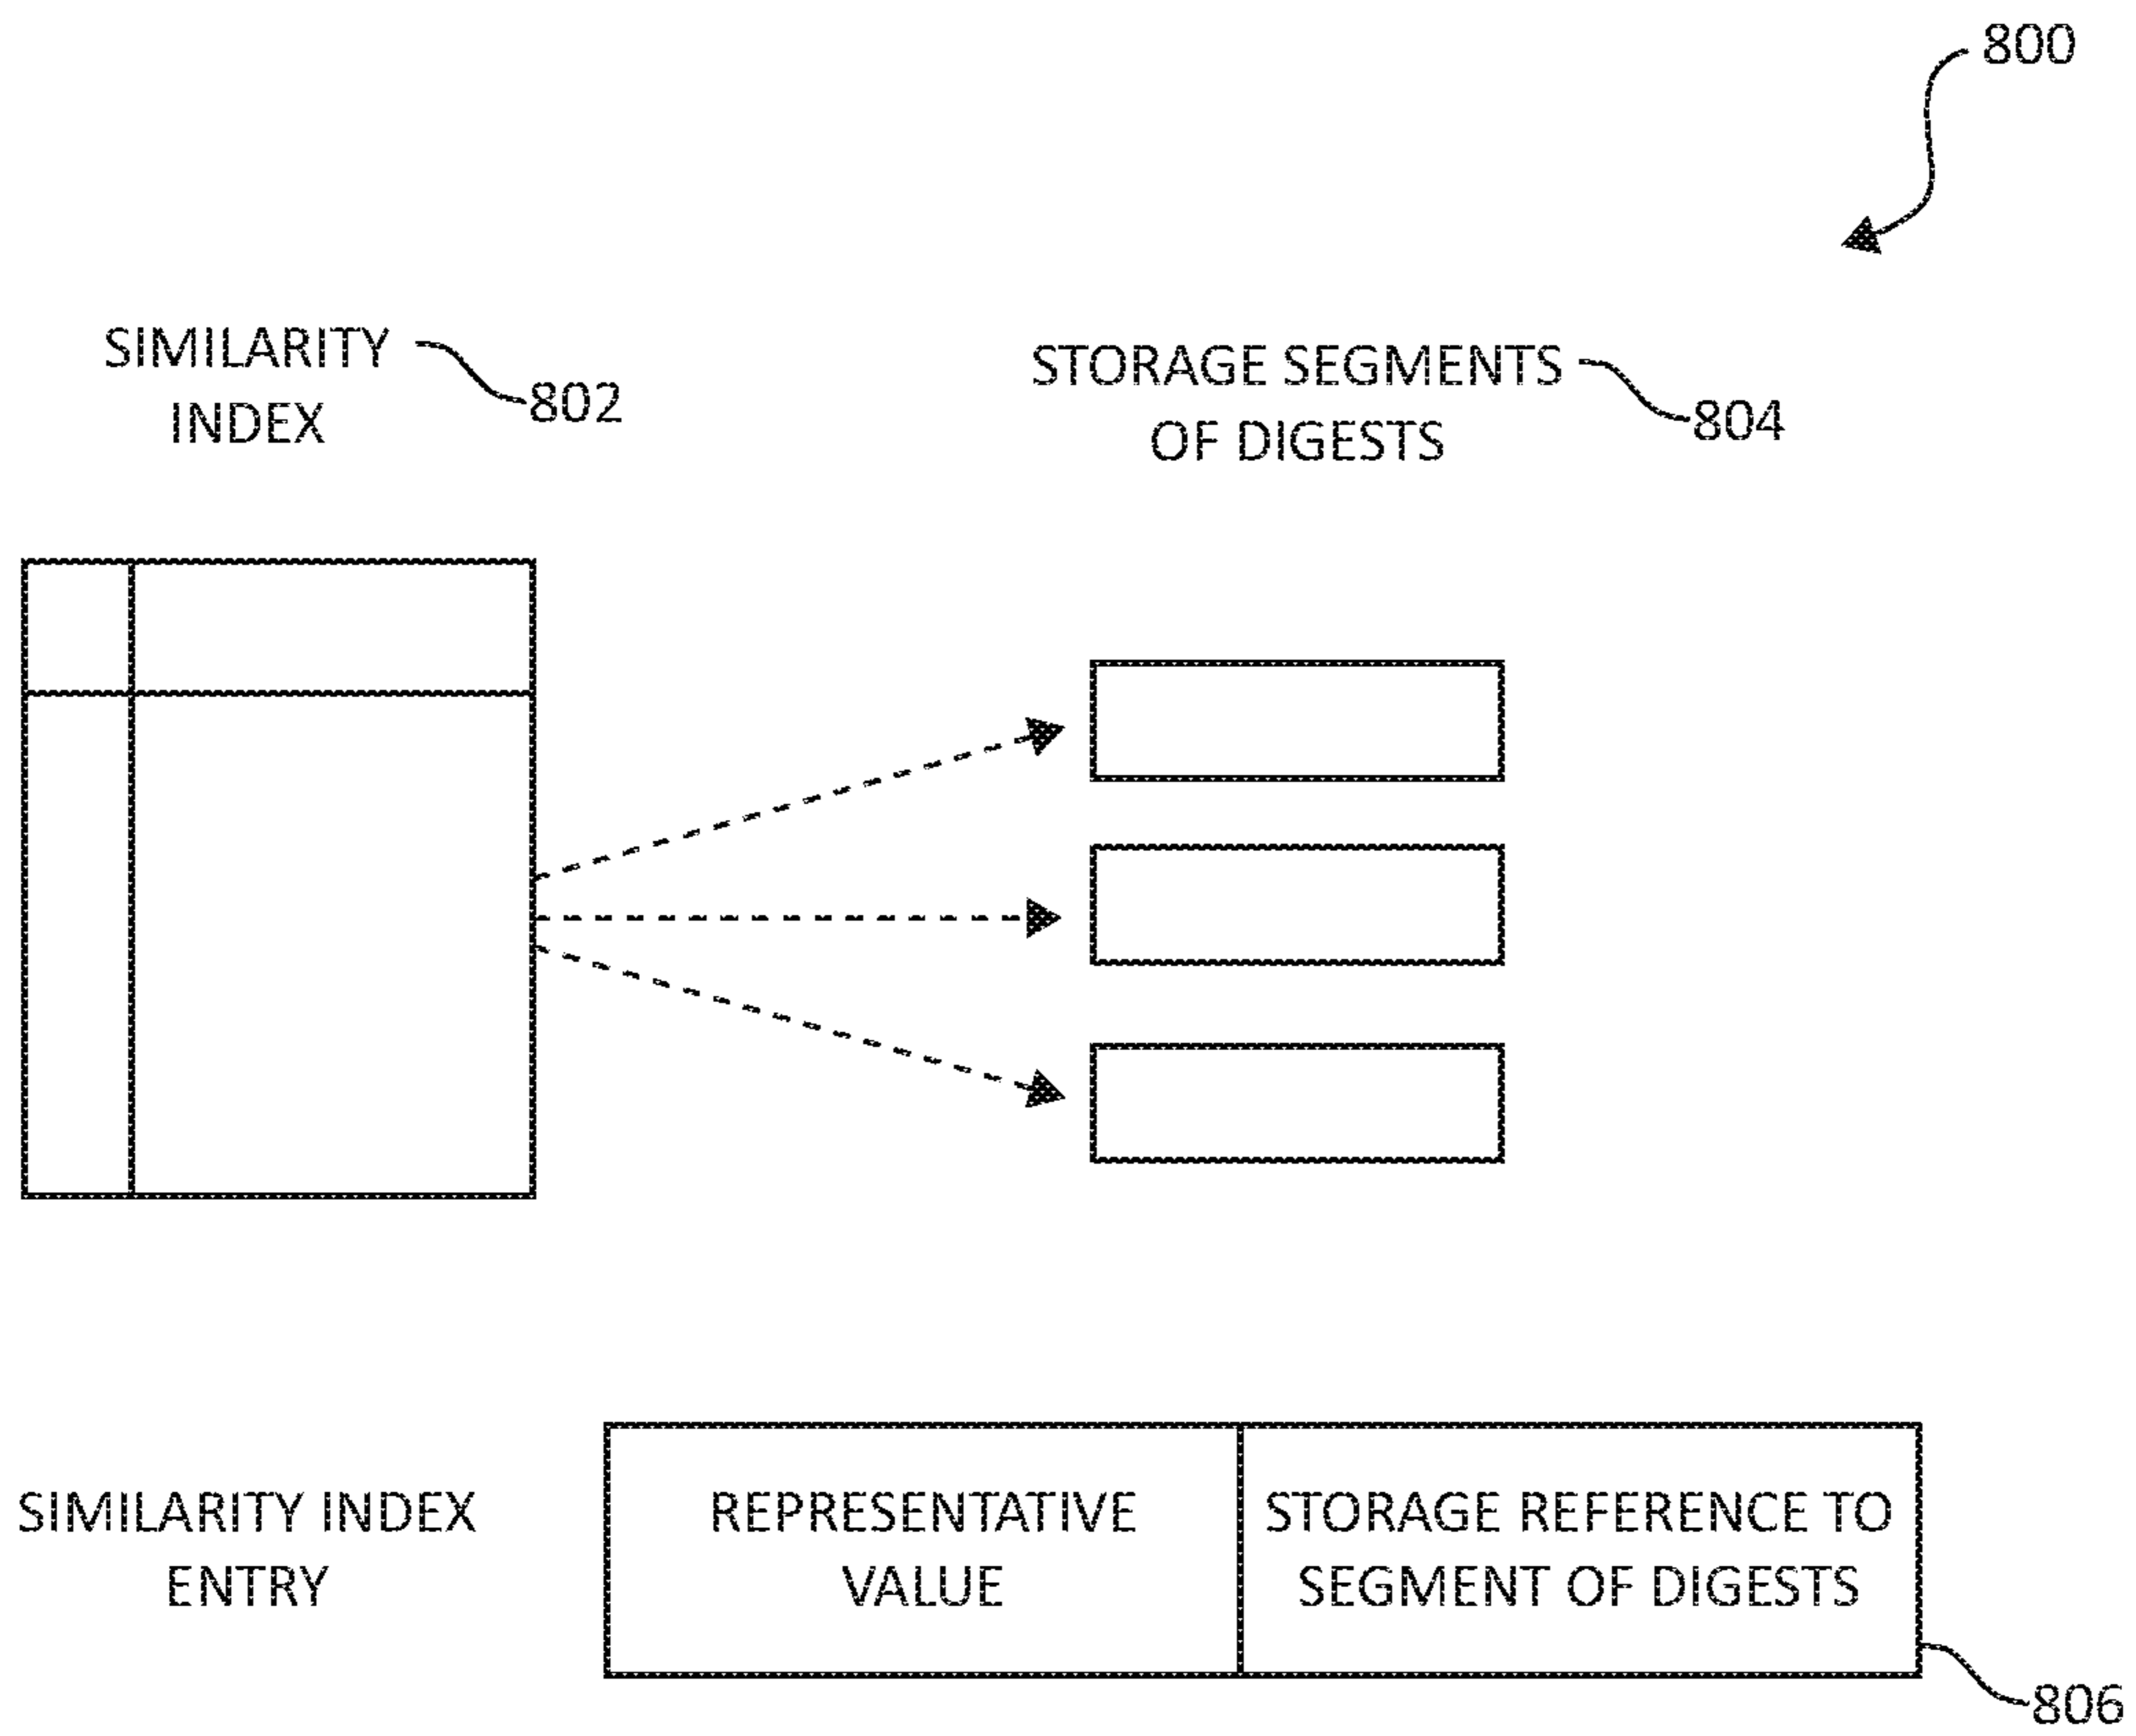 800
SIMILARITY
INDEX
802
STORAGE SEGMENTS
OF DIGESTS
804
SIMILARITY INDEX
ENTRY
REPRESENTATIVE
VALUE
STORAGE REFERENCE TO
SEGMENT OF DIGESTS
806